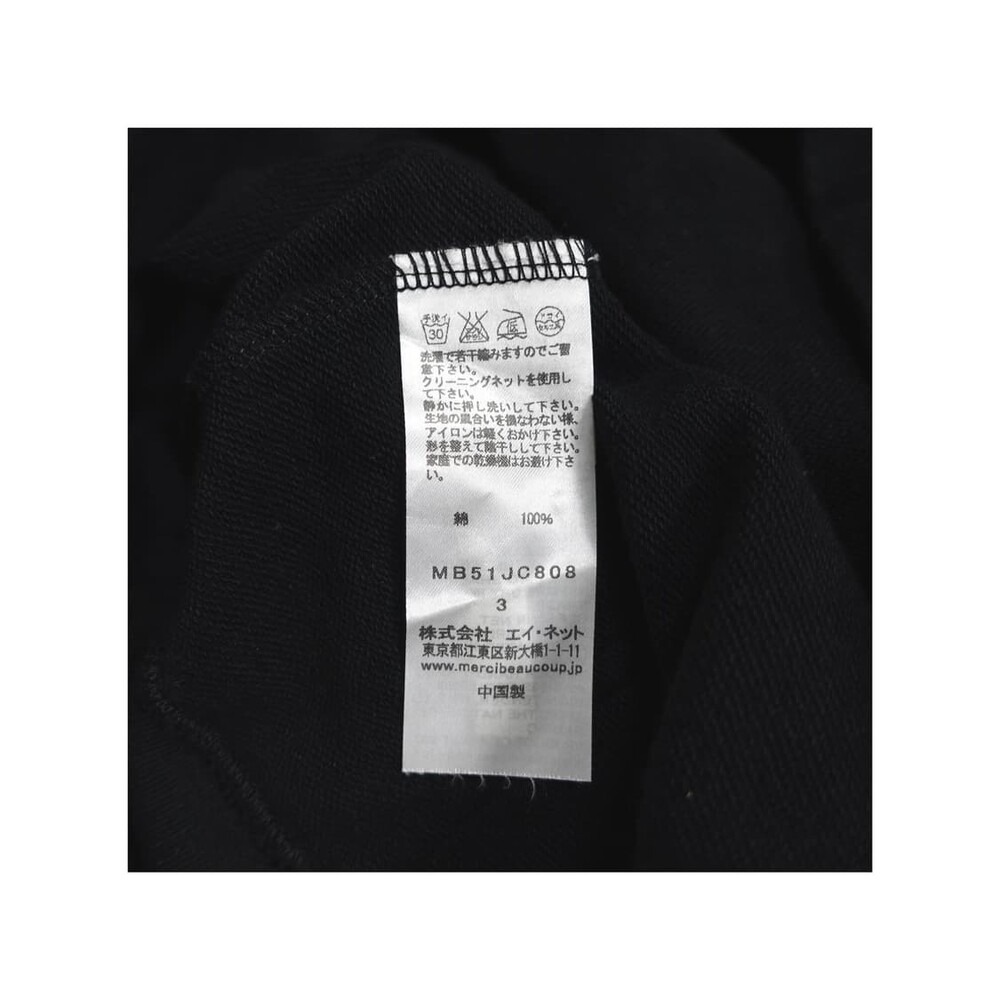 手洗イ
30
低
洗濯で若干縮みますのでご留
意下さい。
クリーニングネットを使用し
て下さい。
静かに押し洗いして下さい。
生地の風合いを損なわない様、
アイロンは軽くおかけ下さい。
形を整えて陰干しして下さい。
家庭での乾燥機はお避け下さ
い。
綿 100%
MB51JC808
3
株式会社 エイ・ネット
東京都江東区新大橋1-1-11
www.mercibeaucoup.jp
中国製